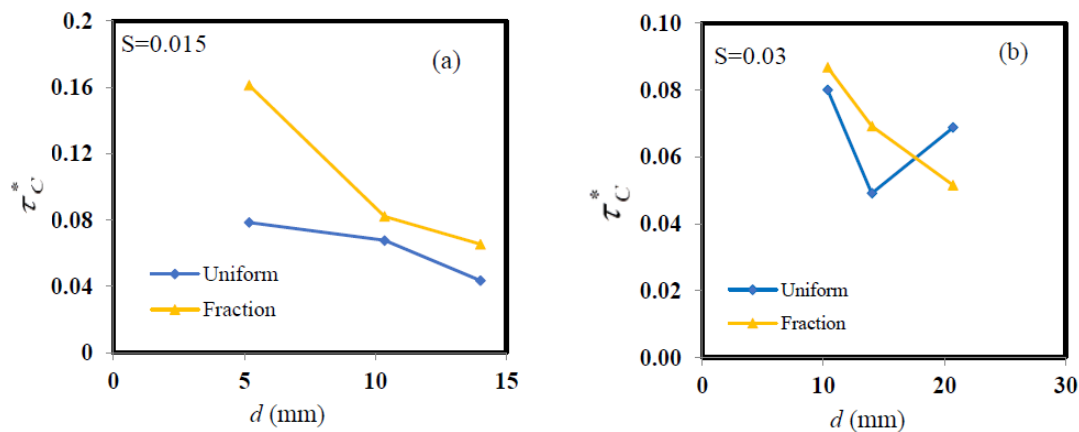 S=0.015
(a)
0.2
0.16
0.12
0.08
0.04
0
0 5 10 15
τ*C
d (mm)
Uniform
Fraction
S=0.03
(b)
0.10
0.08
0.06
0.04
0.02
0.00
0 10 20 30
τ*C
d (mm)
Uniform
Fraction